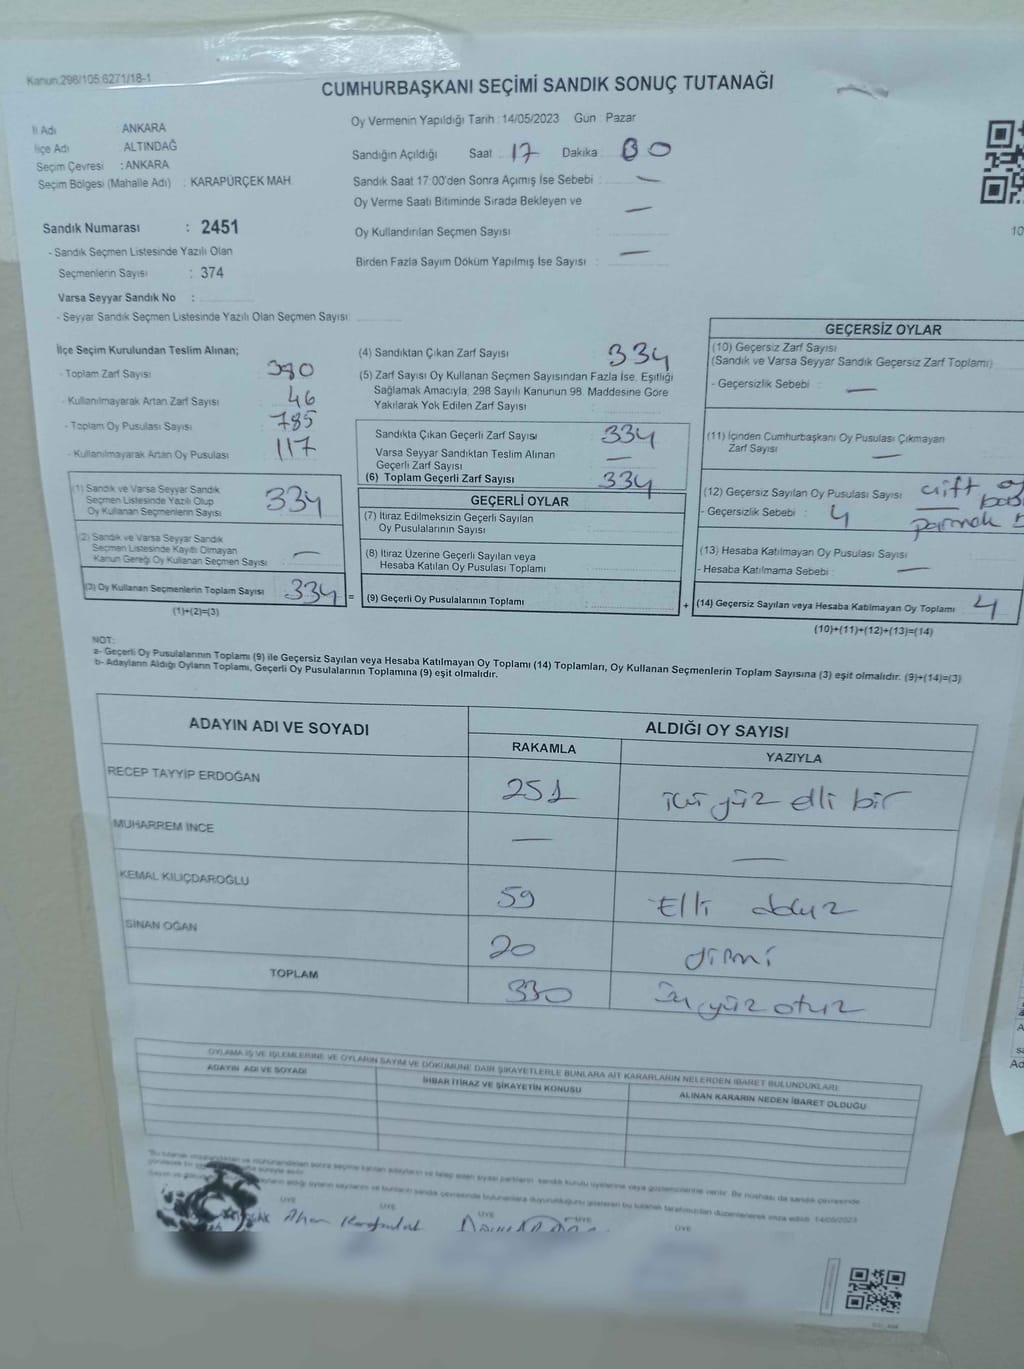 Kanun:298/105.6271/18-1
CUMHURBAŞKANI SEÇİMİ SANDIK SONUÇ TUTANAĞI
İl Adı ANKARA
İlçe Adı ALTINDAĞ
Seçim Çevresi : ANKARA
Seçim Bölgesi (Mahalle Adı) : KARAPÜRÇEK MAH.
Oy Vermenin Yapıldığı Tarih : 14/05/2023 Gün : Pazar
Sandığın Açıldığı Saat : 17 Dakika
Sandık Saat 17:00'den Sonra Açımış İse Sebebi : —
Oy Verme Saati Bitiminde Sırada Bekleyen ve
Oy Kullandırılan Seçmen Sayısı —
Birden Fazla Sayım Döküm Yapılmış İse Sayısı : —
Sandık Numarası : 2451
- Sandık Seçmen Listesinde Yazılı Olan
Seçmenlerin Sayısı : 374
Varsa Seyyar Sandık No :
- Seyyar Sandık Seçmen Listesinde Yazılı Olan Seçmen Sayısı:
İlçe Seçim Kurulundan Teslim Alınan;
- Toplam Zarf Sayısı 380
- Kullanılmayarak Artan Zarf Sayısı 46
- Toplam Oy Pusulası Sayısı 785
- Kullanılmayarak Artan Oy Pusulası 117
(1) Sandık ve Varsa Seyyar Sandık
Seçmen Listesinde Yazılı Olup
Oy Kullanan Seçmenlerin Sayısı 334
(2) Sandık ve Varsa Seyyar Sandık
Seçmen Listesinde Kayıtlı Olmayan
Kanun Gereği Oy Kullanan Seçmen Sayısı —
(3) Oy Kullanan Seçmenlerin Toplam Sayısı 334 =
(1)+(2)=(3)
(4) Sandıktan Çıkan Zarf Sayısı 334
(5) Zarf Sayısı Oy Kullanan Seçmen Sayısından Fazla İse, Eşitliği
Sağlamak Amacıyla, 298 Sayılı Kanunun 98. Maddesine Göre
Yakılarak Yok Edilen Zarf Sayısı :
Sandıkta Çıkan Geçerli Zarf Sayısı 334
Varsa Seyyar Sandıktan Teslim Alınan
Geçerli Zarf Sayısı —
(6) Toplam Geçerli Zarf Sayısı 334
GEÇERLİ OYLAR
(7) İtiraz Edilmeksizin Geçerli Sayılan
Oy Pusulalarının Sayısı :
(8) İtiraz Üzerine Geçerli Sayılan veya
Hesaba Katılan Oy Pusulası Toplamı
(9) Geçerli Oy Pusulalarının Toplamı : +
GEÇERSİZ OYLAR
(10) Geçersiz Zarf Sayısı
(Sandık ve Varsa Seyyar Sandık Geçersiz Zarf Toplamı)
- Geçersizlik Sebebi : —
(11) İçinden Cumhurbaşkanı Oy Pusulası Çıkmayan
Zarf Sayısı —
(12) Geçersiz Sayılan Oy Pusulası Sayısı çift
- Geçersizlik Sebebi : 4 parmak
(13) Hesaba Katılmayan Oy Pusulası Sayısı
- Hesaba Katılmama Sebebi : —
(14) Geçersiz Sayılan veya Hesaba Katılmayan Oy Toplamı 4
(10)+(11)+(12)+(13)=(14)
NOT:
a- Geçerli Oy Pusulalarının Toplamı (9) ile Geçersiz Sayılan veya Hesaba Katılmayan Oy Toplamı (14) Toplamları, Oy Kullanan Seçmenlerin Toplam Sayısına (3) eşit olmalıdır. (9)+(14)=(3)
b- Adayların Aldığı Oyların Toplamı, Geçerli Oy Pusulalarının Toplamına (9) eşit olmalıdır.
ADAYIN ADI VE SOYADI ALDIĞI OY SAYISI
RAKAMLA YAZIYLA
RECEP TAYYİP ERDOĞAN 251 iki yüz elli bir
MUHARREM İNCE — —
KEMAL KILIÇDAROĞLU 59 Elli dokuz
SİNAN OĞAN 20 yirmi
TOPLAM 330 üç yüz otuz
OYLAMA İŞ VE İŞLEMLERİNE VE OYLARIN SAYIM VE DÖKÜMÜNE DAİR ŞİKAYETLERLE BUNLARA AİT KARARLARIN NELERDEN İBARET BULUNDUKLARI
ADAYIN ADI VE SOYADI İHBAR İTİRAZ VE ŞİKAYETİN KONUSU ALINAN KARARIN NEDEN İBARET OLDUĞU
ÜYE ÜYE ÜYE ÜYE ÜYE